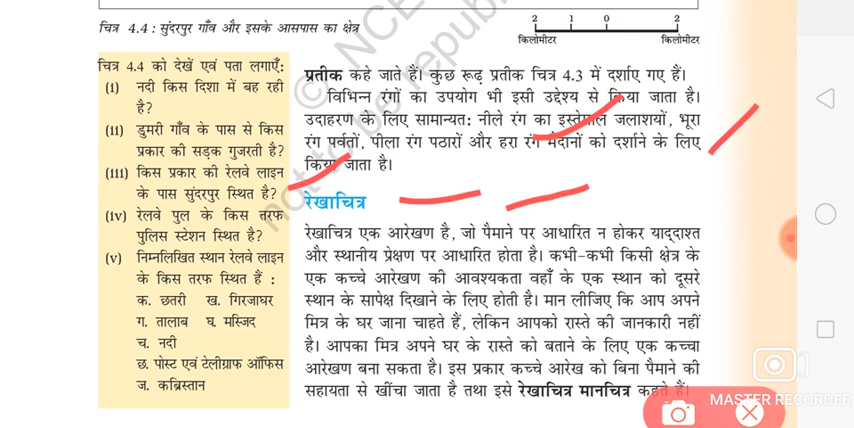 2 1 0 2
चित्र 4.4 : सुंदरपुर गाँव और इसके आसपास का क्षेत्र
किलोमीटर किलोमीटर
चित्र 4.4 को देखें एवं पता लगाएँ:
(i) नदी किस दिशा में बह रही
है?
(ii) डुमरी गाँव के पास से किस
प्रकार की सड़क गुजरती है?
(iii) किस प्रकार की रेलवे लाइन
के पास सुंदरपुर स्थित है?
(iv) रेलवे पुल के किस तरफ
पुलिस स्टेशन स्थित है?
(v) निम्नलिखित स्थान रेलवे लाइन
के किस तरफ स्थित हैं :
क. छतरी ख. गिरजाघर
ग. तालाब घ. मस्जिद
च. नदी
छ. पोस्ट एवं टेलीग्राफ ऑफिस
ज. कब्रिस्तान
प्रतीक कहे जाते हैं। कुछ रूढ़ प्रतीक चित्र 4.3 में दर्शाए गए हैं।
विभिन्न रंगों का उपयोग भी इसी उद्देश्य से किया जाता है।
उदाहरण के लिए सामान्यत: नीले रंग का इस्तेमाल जलाशयों, भूरा
रंग पर्वतों, पीला रंग पठारों और हरा रंग मैदानों को दर्शाने के लिए
किया जाता है।
रेखाचित्र
रेखाचित्र एक आरेखण है, जो पैमाने पर आधारित न होकर याद्दाश्त
और स्थानीय प्रेक्षण पर आधारित होता है। कभी-कभी किसी क्षेत्र के
एक कच्चे आरेखण की आवश्यकता वहाँ के एक स्थान को दूसरे
स्थान के सापेक्ष दिखाने के लिए होती है। मान लीजिए कि आप अपने
मित्र के घर जाना चाहते हैं, लेकिन आपको रास्ते की जानकारी नहीं
है। आपका मित्र अपने घर के रास्ते को बताने के लिए एक कच्चा
आरेखण बना सकता है। इस प्रकार कच्चे आरेख को बिना पैमाने की
सहायता से खींचा जाता है तथा इसे रेखाचित्र मानचित्र कहते हैं।
© NCE
not to be republ
MASTER RECORDER